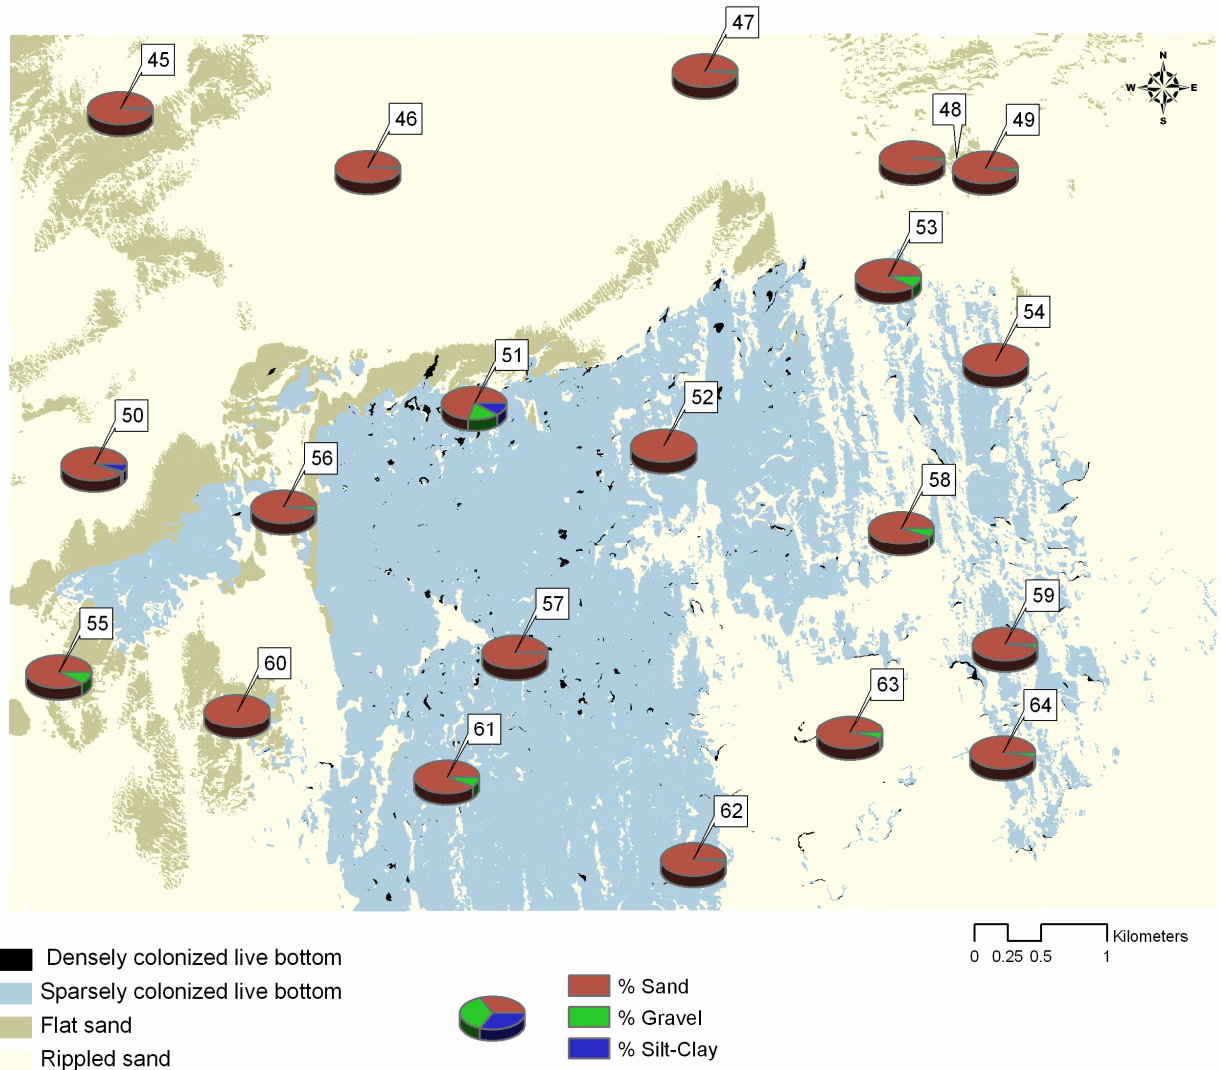 47
45
N
W E
S
46
48
49
53
54
51
52
50
56
58
57
59
55
60
63
64
61
62
Kilometers
0 0.25 0.5 1
Densely colonized live bottom
Sparsely colonized live bottom
Flat sand
Rippled sand
% Sand
% Gravel
% Silt-Clay